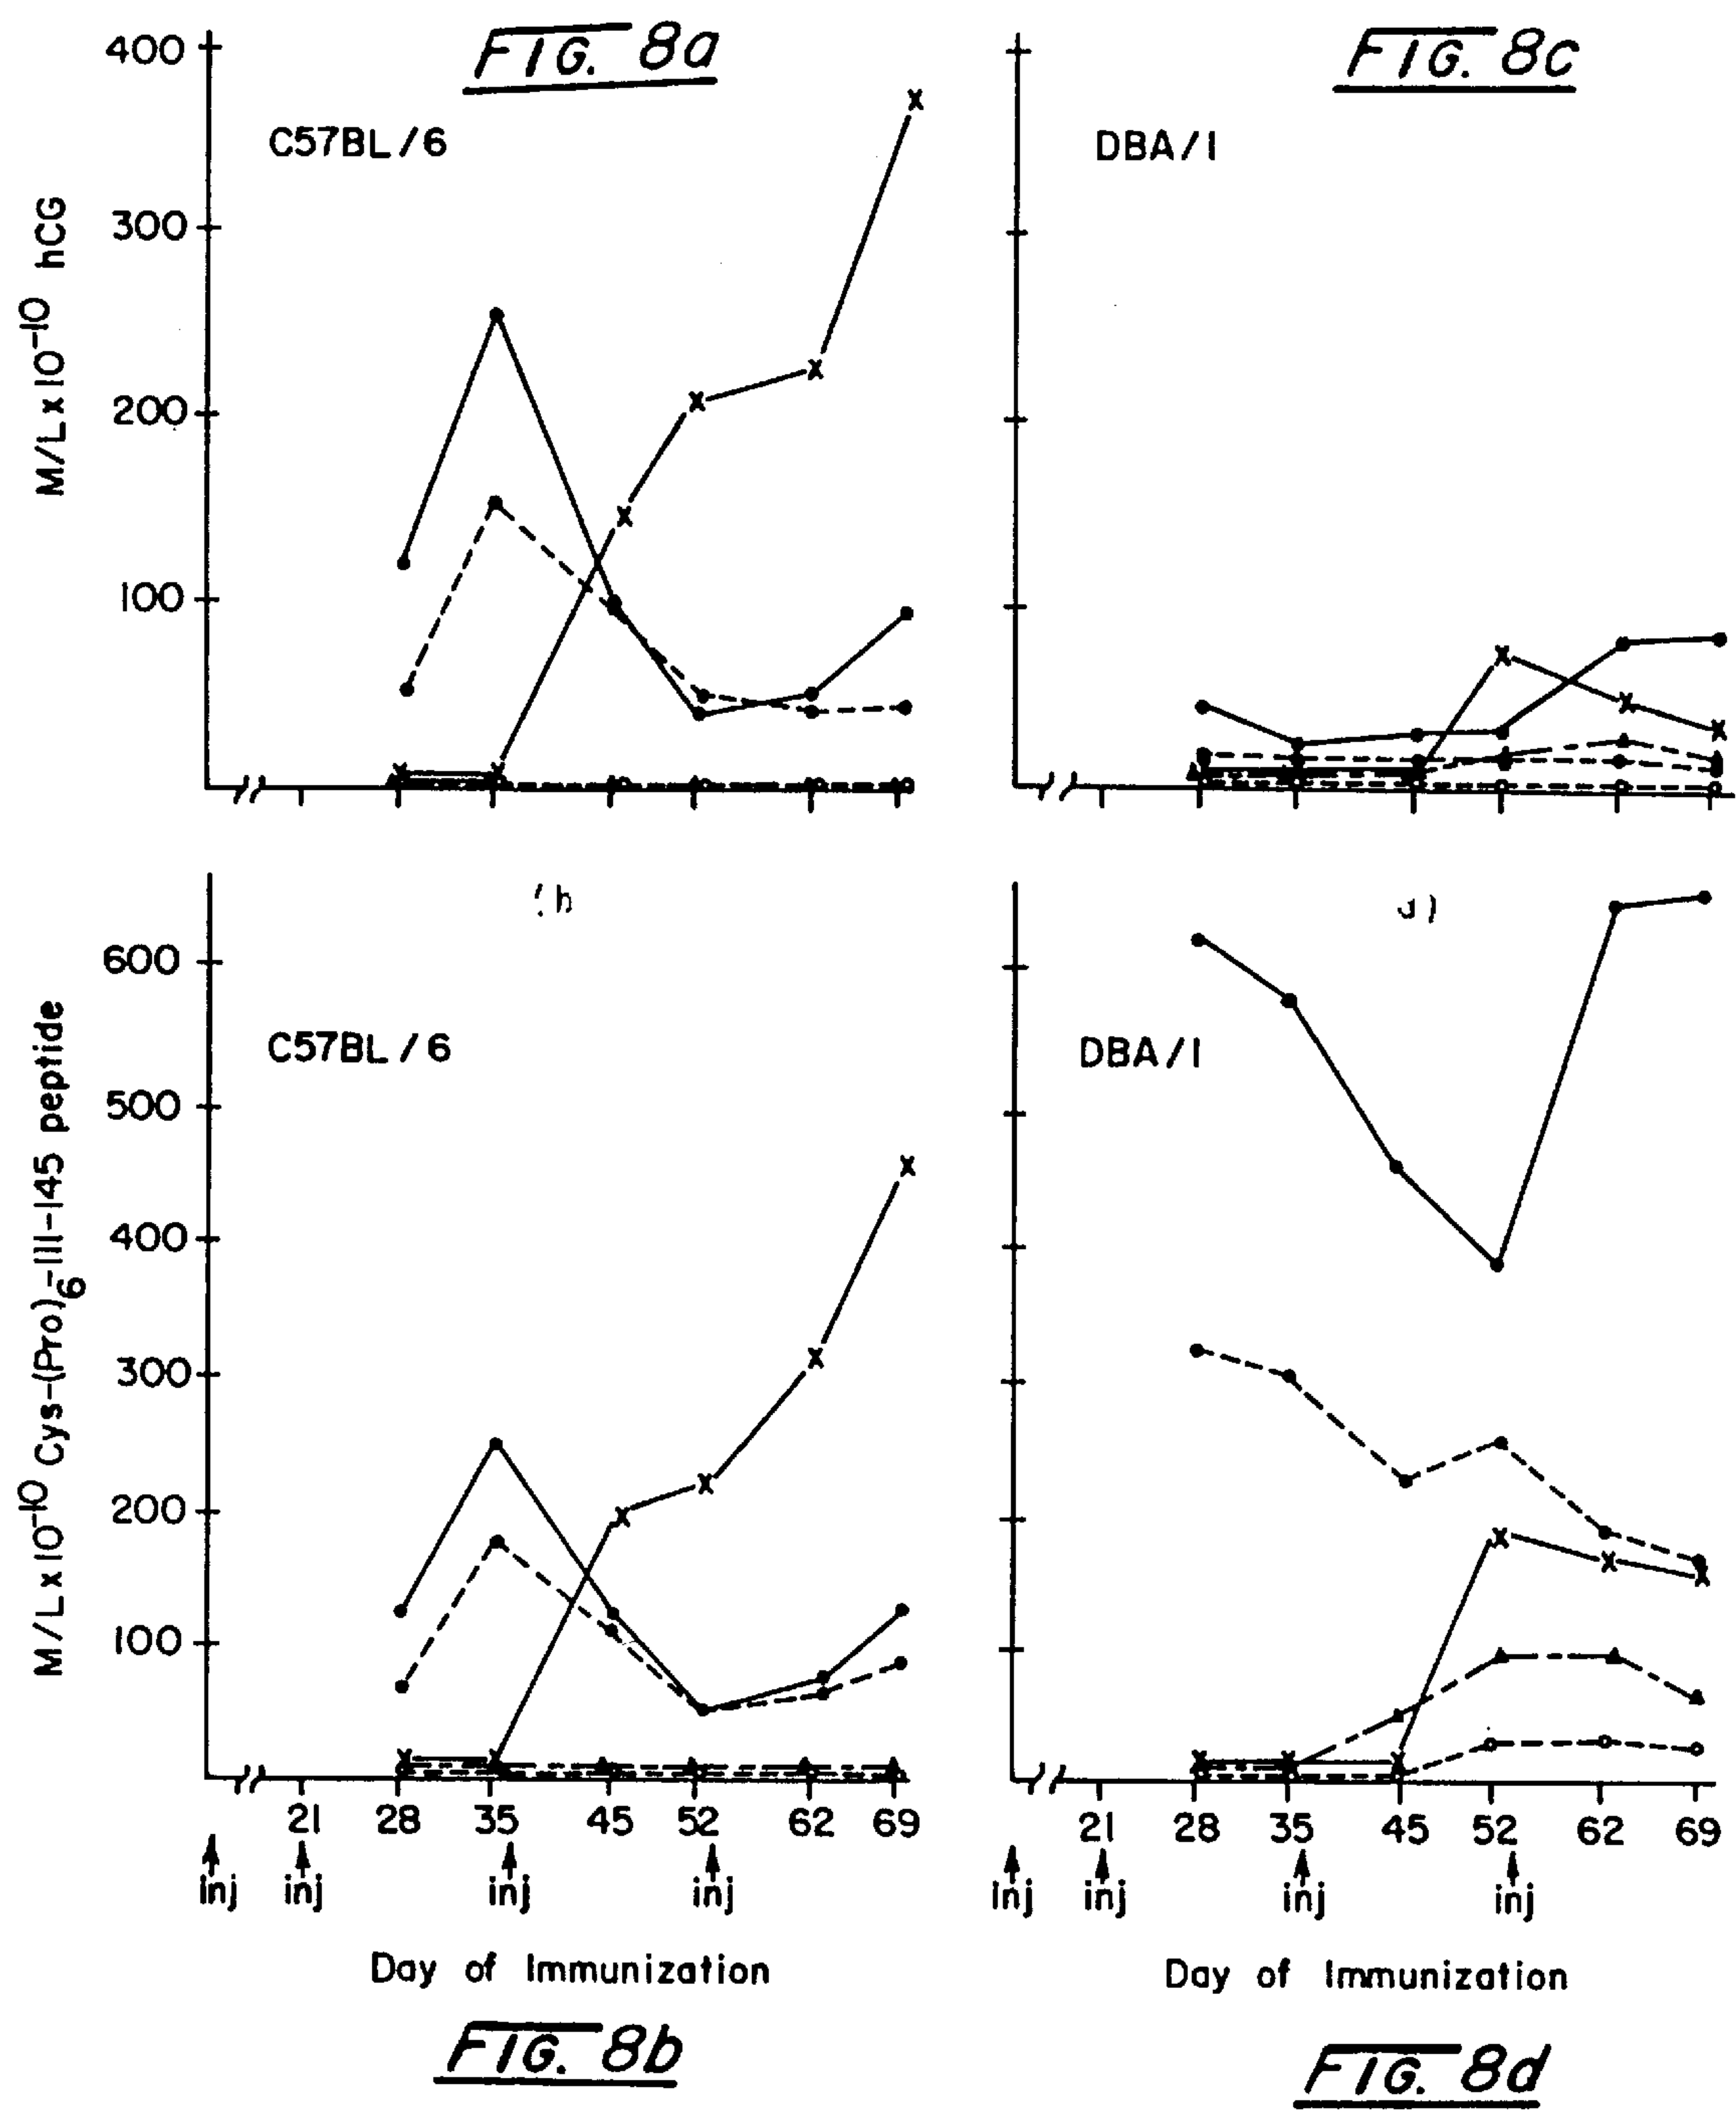 FIG. 8a
400
300
200
100
C57BL/6
M/L x 10-10 hCG
FIG. 8c
DBA/1
600
500
400
300
200
100
C57BL/6
M/L x 10-10 Cys-(Pro)6-111-145 peptide
21 28 35 45 52 62 69
inj inj inj inj
Day of Immunization
FIG. 8b
DBA/1
21 28 35 45 52 62 69
inj inj inj inj
Day of Immunization
FIG. 8d